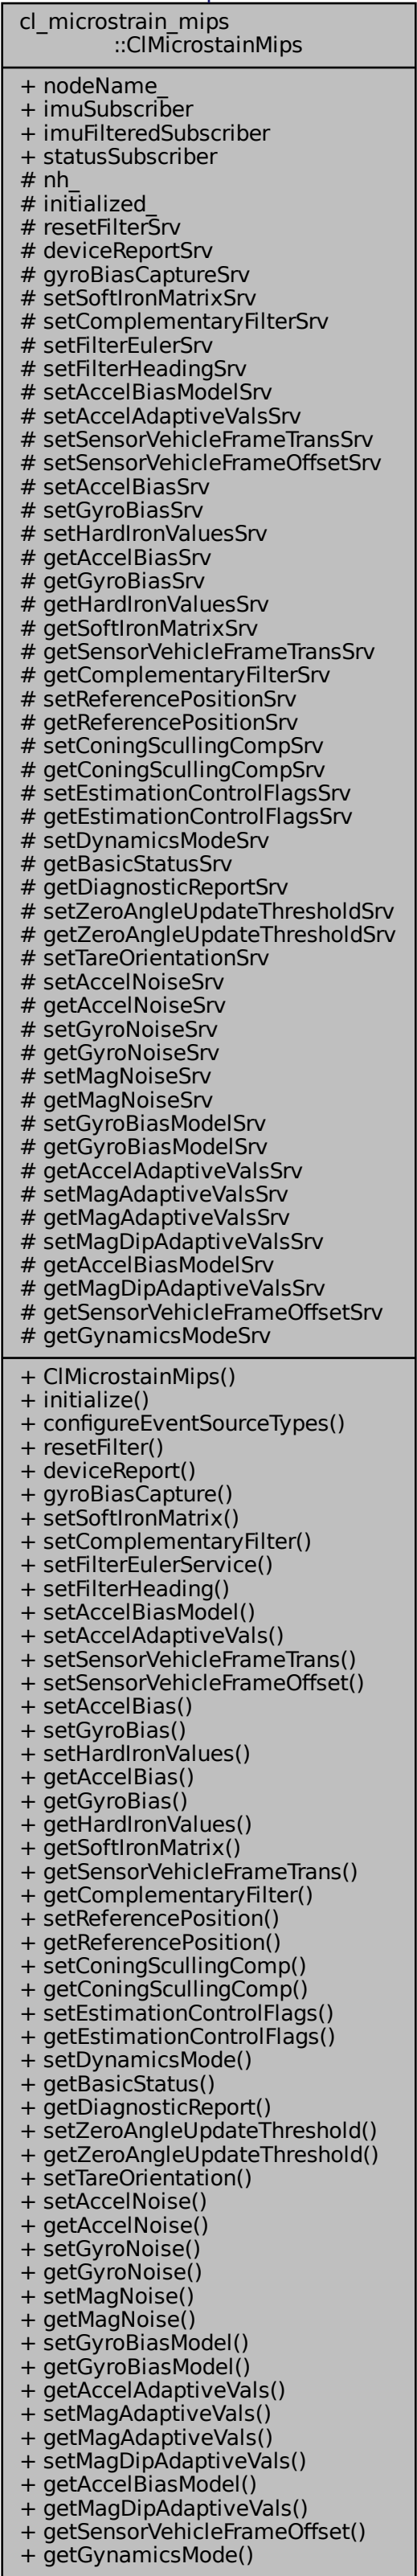 cl_microstrain_mips
::ClMicrostainMips
+ nodeName_
+ imuSubscriber
+ imuFilteredSubscriber
+ statusSubscriber
# nh_
# initialized_
# resetFilterSrv
# deviceReportSrv
# gyroBiasCaptureSrv
# setSoftIronMatrixSrv
# setComplementaryFilterSrv
# setFilterEulerSrv
# setFilterHeadingSrv
# setAccelBiasModelSrv
# setAccelAdaptiveValsSrv
# setSensorVehicleFrameTransSrv
# setSensorVehicleFrameOffsetSrv
# setAccelBiasSrv
# setGyroBiasSrv
# setHardIronValuesSrv
# getAccelBiasSrv
# getGyroBiasSrv
# getHardIronValuesSrv
# getSoftIronMatrixSrv
# getSensorVehicleFrameTransSrv
# getComplementaryFilterSrv
# setReferencePositionSrv
# getReferencePositionSrv
# setConingScullingCompSrv
# getConingScullingCompSrv
# setEstimationControlFlagsSrv
# getEstimationControlFlagsSrv
# setDynamicsModeSrv
# getBasicStatusSrv
# getDiagnosticReportSrv
# setZeroAngleUpdateThresholdSrv
# getZeroAngleUpdateThresholdSrv
# setTareOrientationSrv
# setAccelNoiseSrv
# getAccelNoiseSrv
# setGyroNoiseSrv
# getGyroNoiseSrv
# setMagNoiseSrv
# getMagNoiseSrv
# setGyroBiasModelSrv
# getGyroBiasModelSrv
# getAccelAdaptiveValsSrv
# setMagAdaptiveValsSrv
# getMagAdaptiveValsSrv
# setMagDipAdaptiveValsSrv
# getAccelBiasModelSrv
# getMagDipAdaptiveValsSrv
# getSensorVehicleFrameOffsetSrv
# getGynamicsModeSrv
+ ClMicrostainMips()
+ initialize()
+ configureEventSourceTypes()
+ resetFilter()
+ deviceReport()
+ gyroBiasCapture()
+ setSoftIronMatrix()
+ setComplementaryFilter()
+ setFilterEulerService()
+ setFilterHeading()
+ setAccelBiasModel()
+ setAccelAdaptiveVals()
+ setSensorVehicleFrameTrans()
+ setSensorVehicleFrameOffset()
+ setAccelBias()
+ setGyroBias()
+ setHardIronValues()
+ getAccelBias()
+ getGyroBias()
+ getHardIronValues()
+ getSoftIronMatrix()
+ getSensorVehicleFrameTrans()
+ getComplementaryFilter()
+ setReferencePosition()
+ getReferencePosition()
+ setConingScullingComp()
+ getConingScullingComp()
+ setEstimationControlFlags()
+ getEstimationControlFlags()
+ setDynamicsMode()
+ getBasicStatus()
+ getDiagnosticReport()
+ setZeroAngleUpdateThreshold()
+ getZeroAngleUpdateThreshold()
+ setTareOrientation()
+ setAccelNoise()
+ getAccelNoise()
+ setGyroNoise()
+ getGyroNoise()
+ setMagNoise()
+ getMagNoise()
+ setGyroBiasModel()
+ getGyroBiasModel()
+ getAccelAdaptiveVals()
+ setMagAdaptiveVals()
+ getMagAdaptiveVals()
+ setMagDipAdaptiveVals()
+ getAccelBiasModel()
+ getMagDipAdaptiveVals()
+ getSensorVehicleFrameOffset()
+ getGynamicsMode()